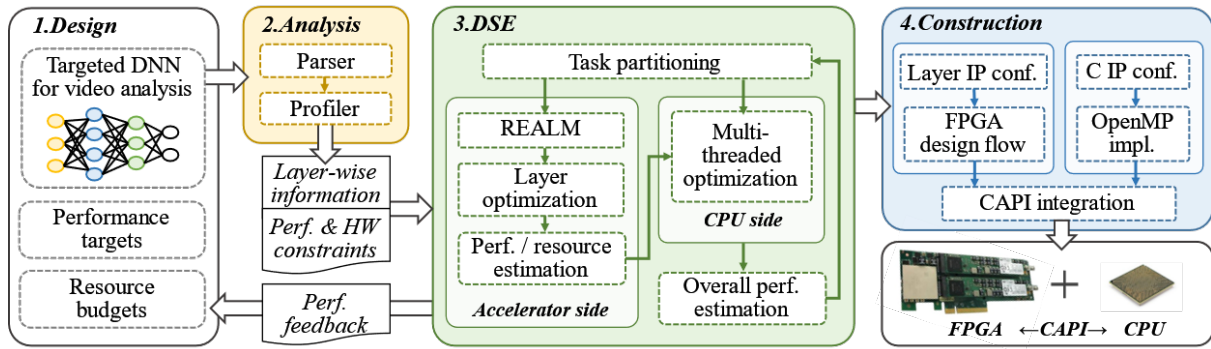 1.Design
Targeted DNN
for video analysis
Performance
targets
Resource
budgets
2.Analysis
Parser
Profiler
Layer-wise
information
Perf. & HW
constraints
Perf.
feedback
3.DSE
Task partitioning
REALM
Layer
optimization
Perf. / resource
estimation
Accelerator side
Multi-
threaded
optimization
CPU side
Overall perf.
estimation
4.Construction
Layer IP conf.
FPGA
design flow
C IP conf.
OpenMP
impl.
CAPI integration
+
FPGA ←CAPI→ CPU